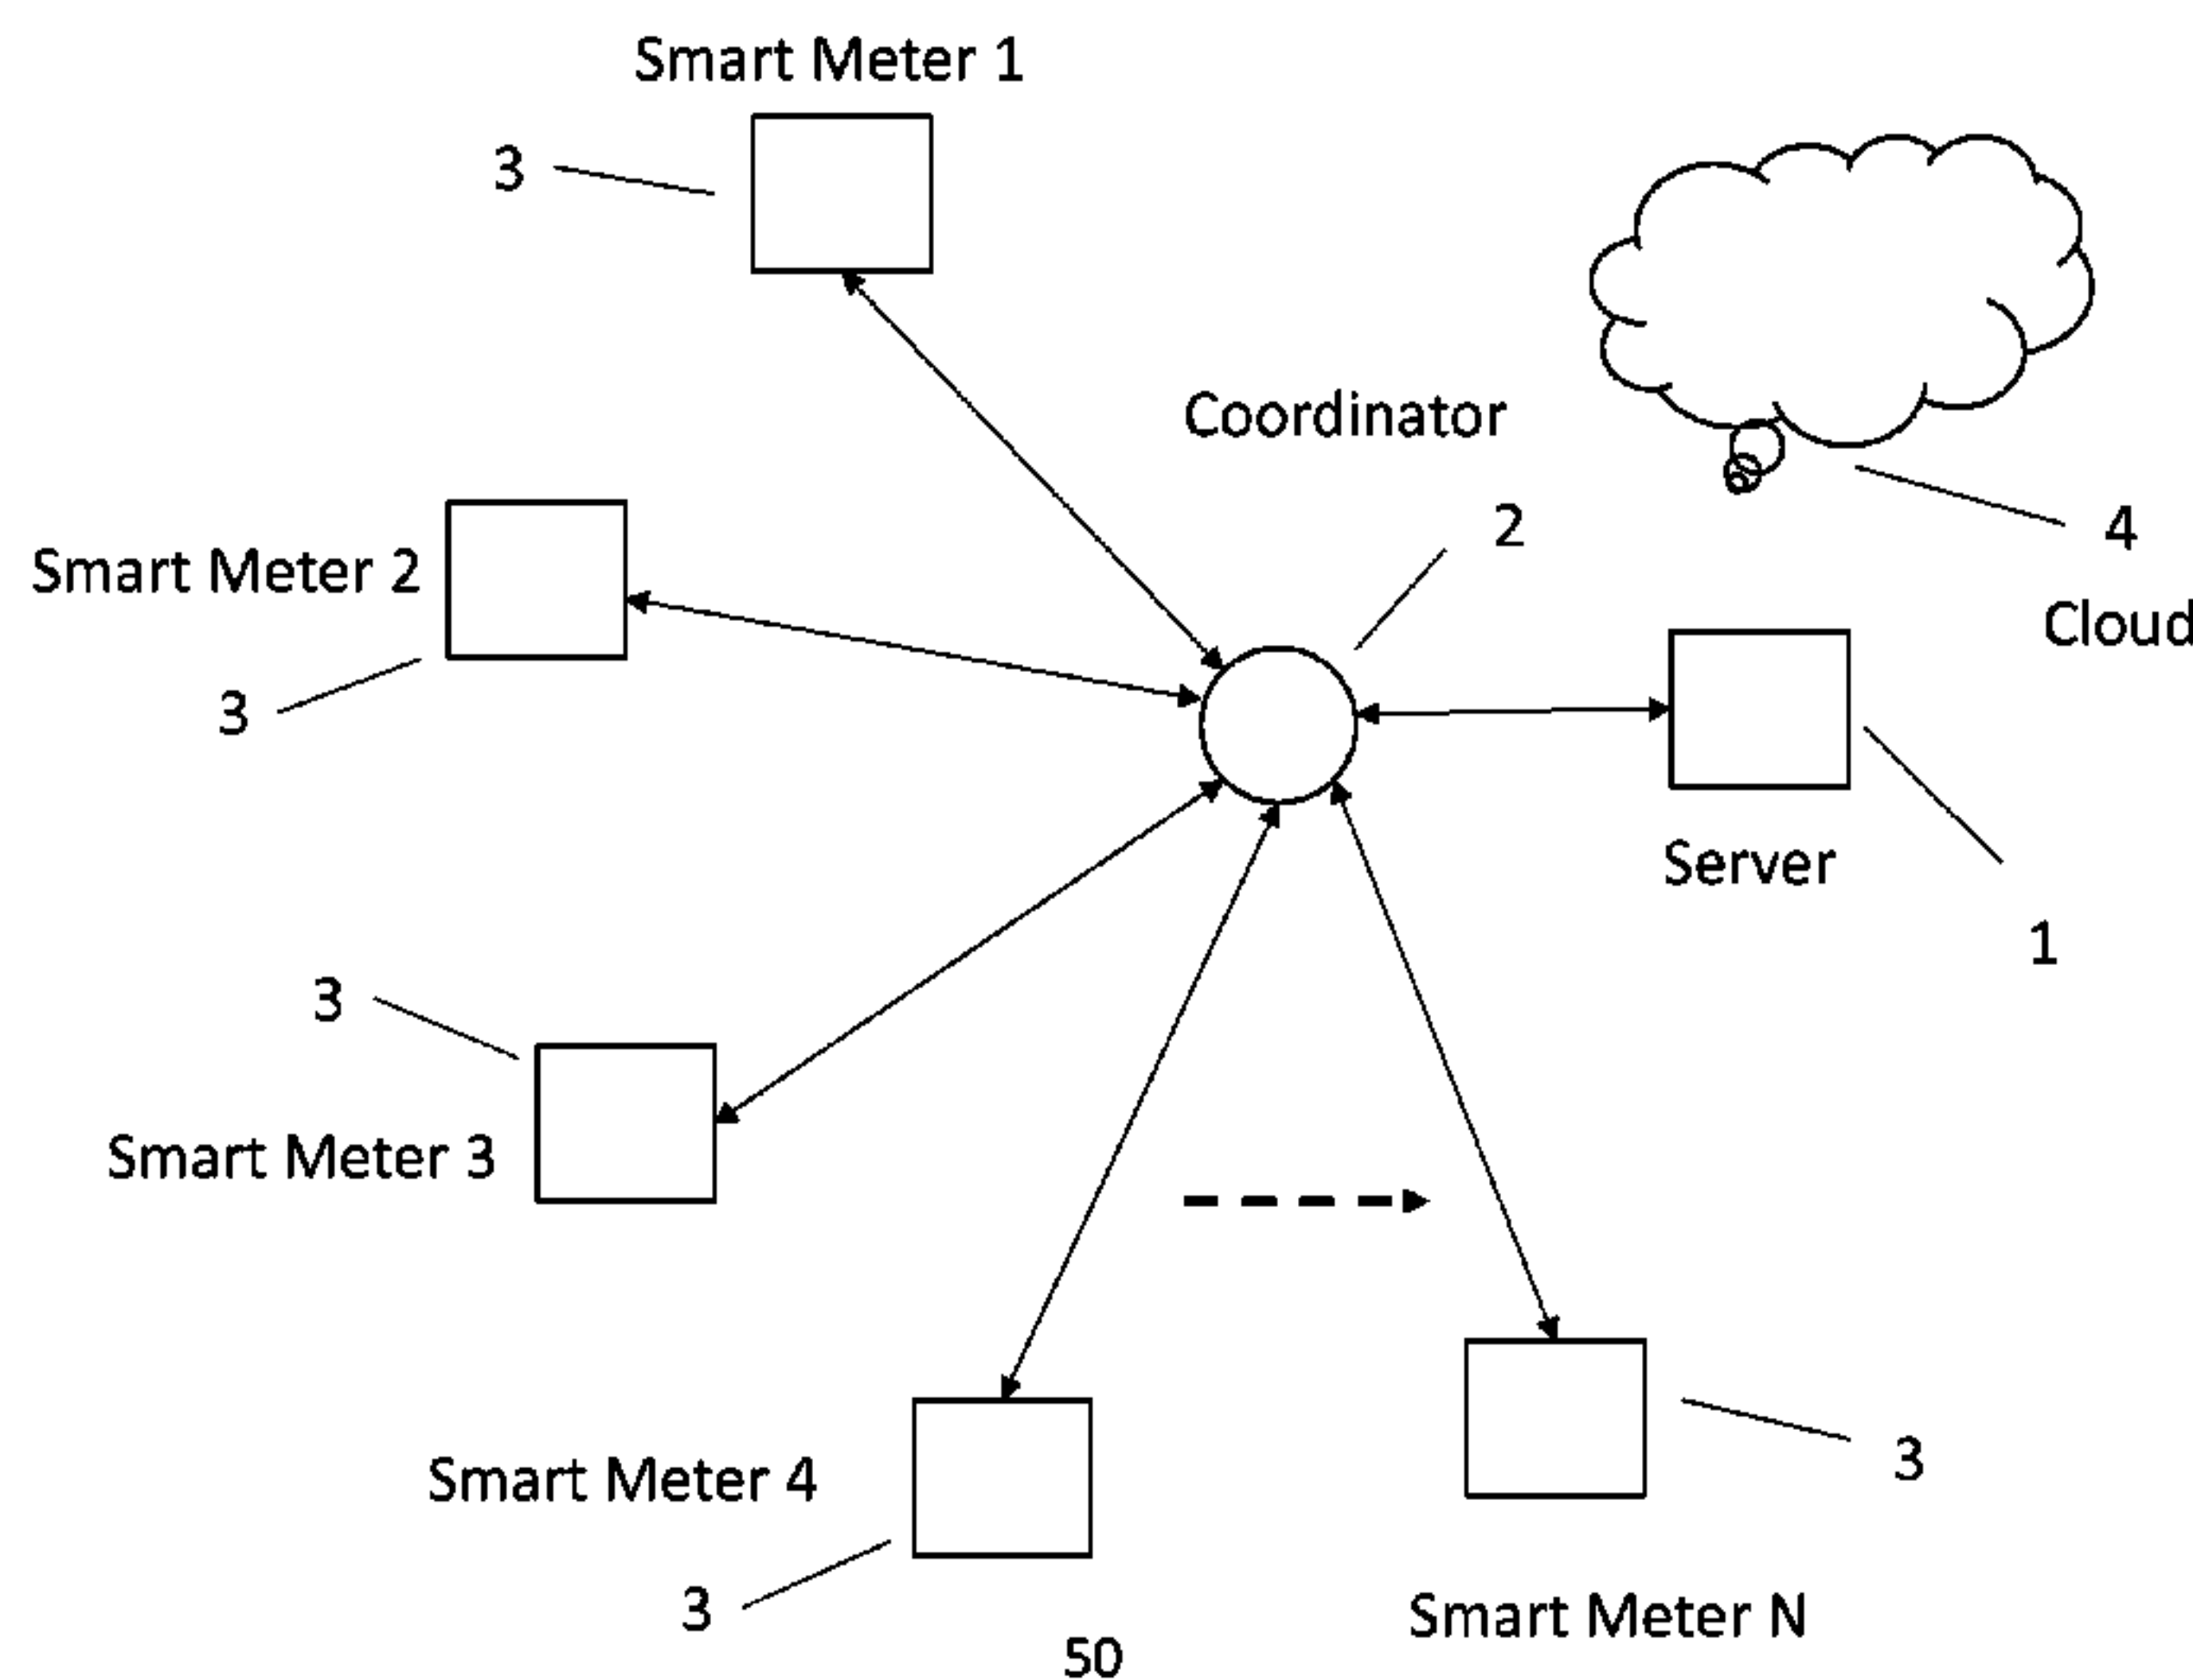 Smart Meter 1
3
Coordinator
2
4
Smart Meter 2
Cloud
3
Server
1
3
Smart Meter 3
Smart Meter 4
3
3
Smart Meter N
50